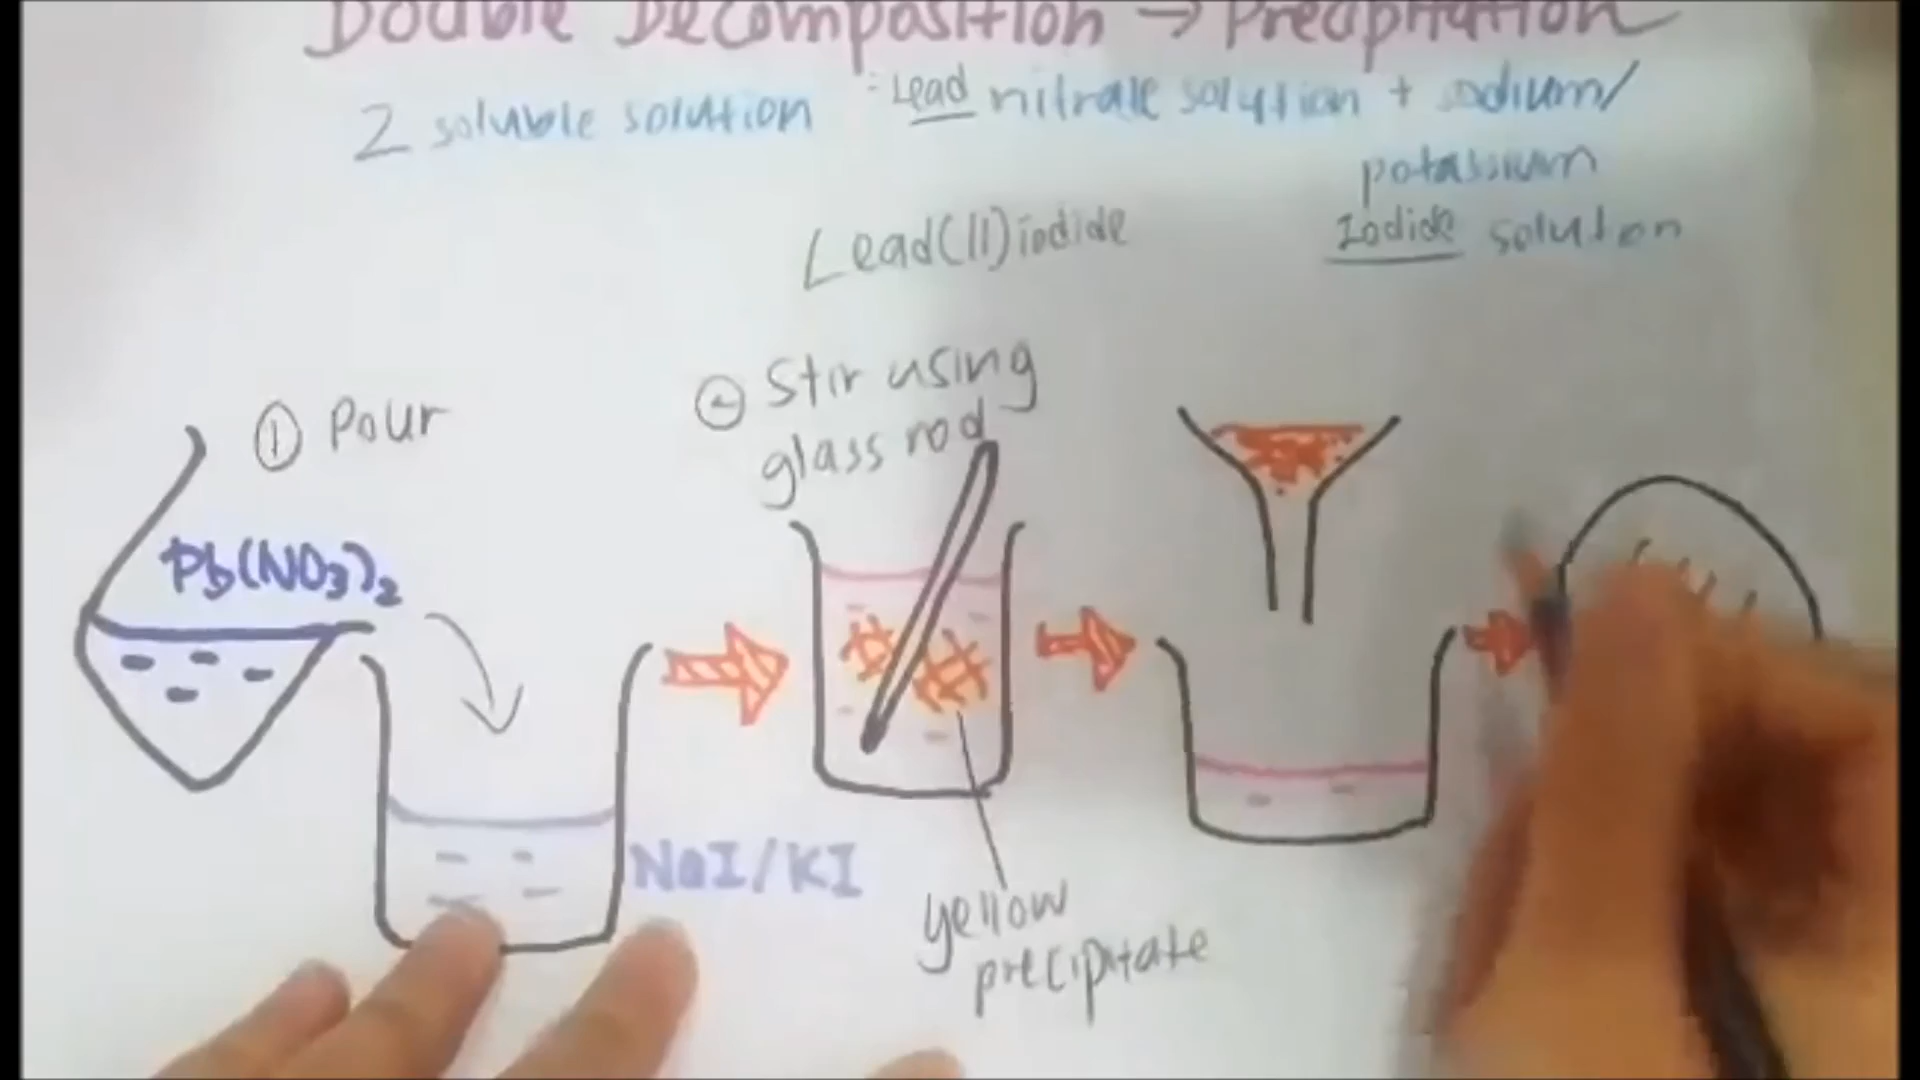 Double Decomposition → Precipitation
2 soluble solution : Lead nitrate solution + sodium/
potassium
Iodide solution
Lead(II)iodide
① Pour
② Stir using
glass rod
Pb(NO3)2
NaI/KI
yellow
precipitate